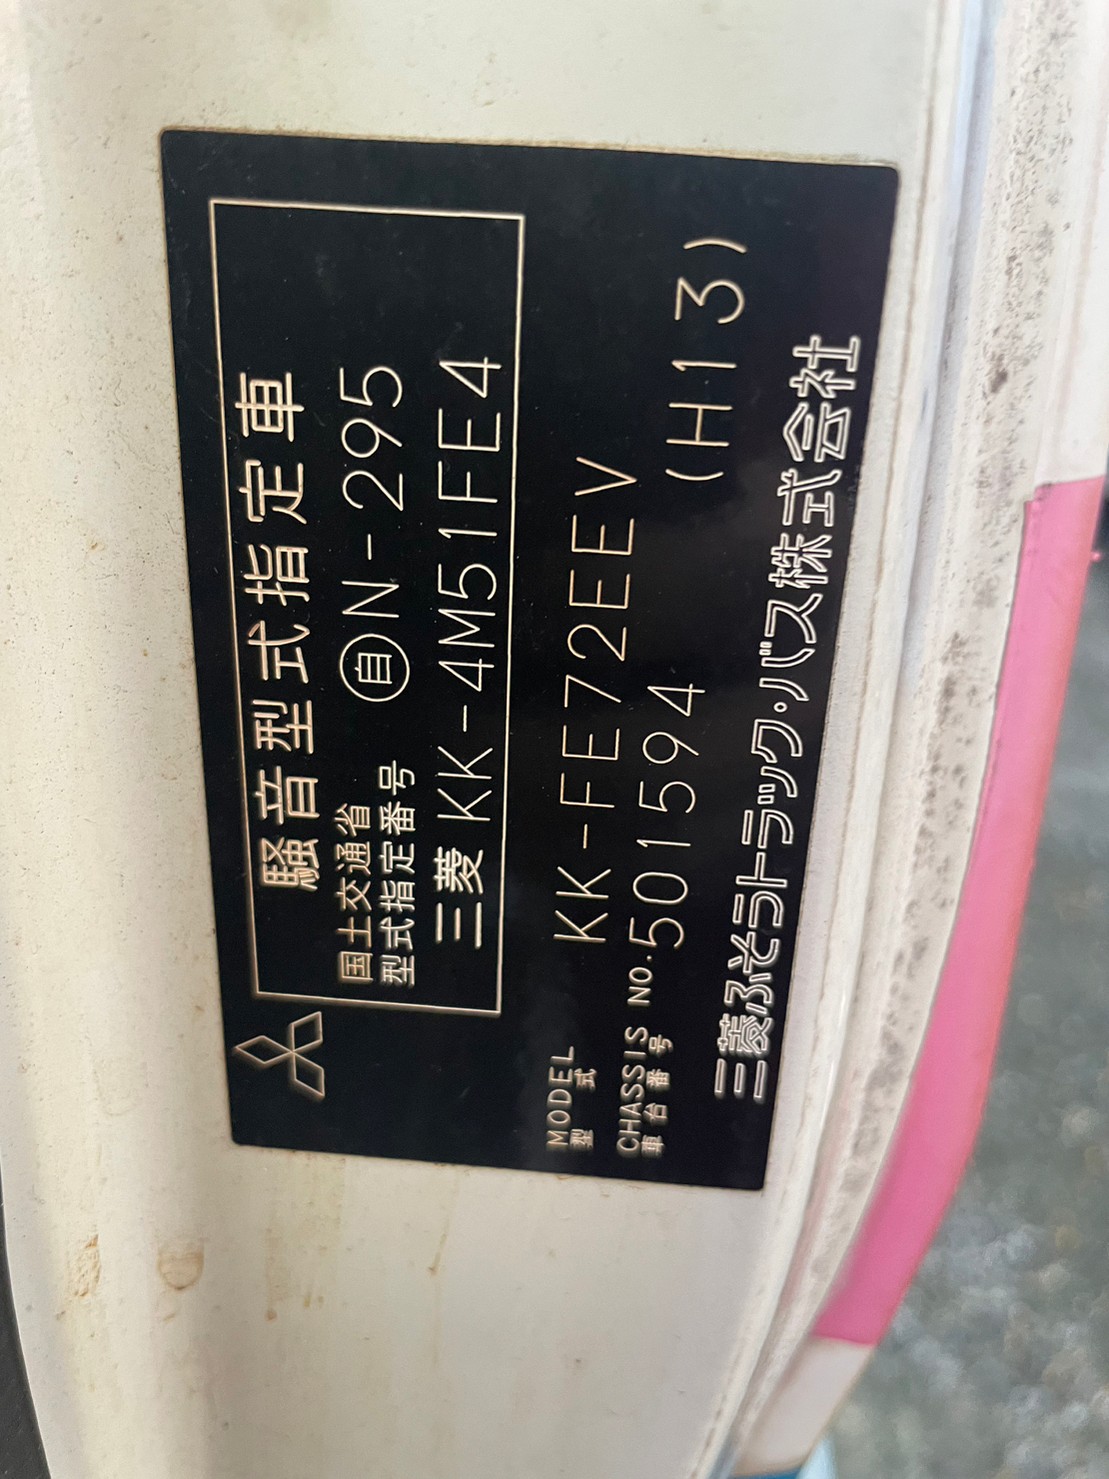 騒音型式指定車
国土交通省
型式指定番号 自N-295
三菱 KK-4M51FE4
MODEL KK-FE72EEV
型式
CHASSIS NO. 501594
車台番号
(H13)
三菱ふそうトラック・バス株式会社